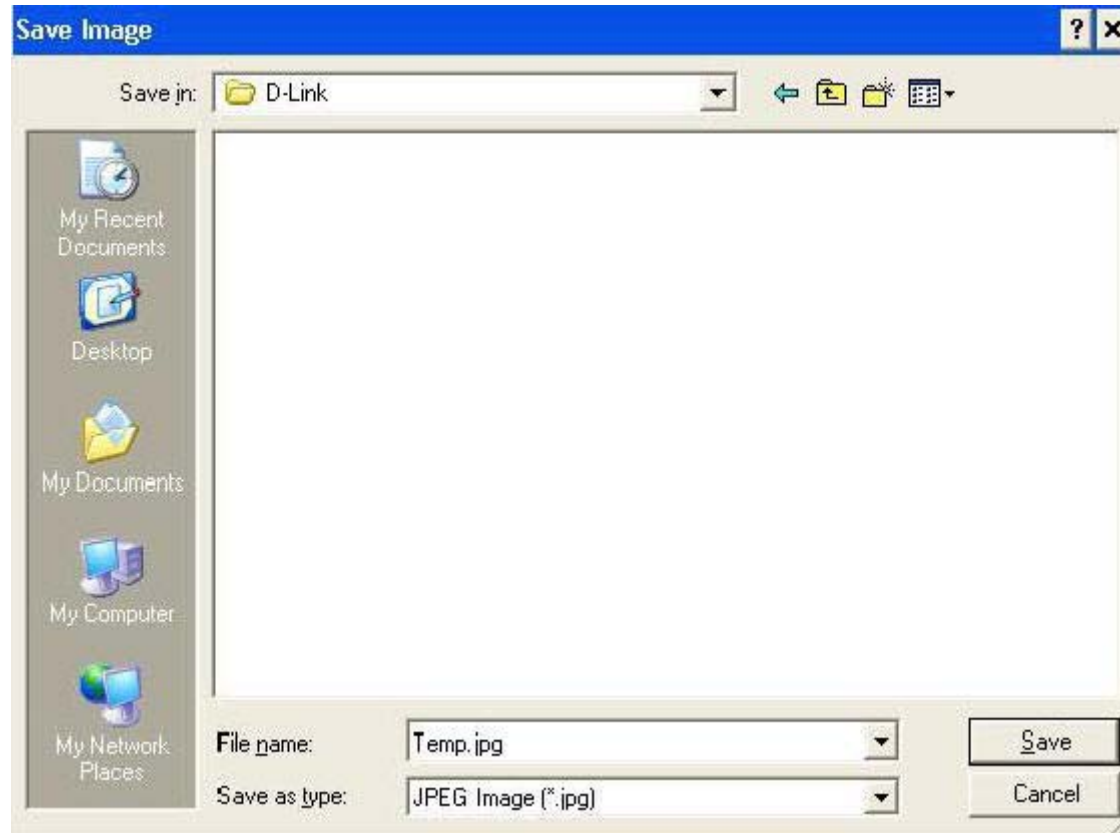 Save Image
?
Save in:
D-Link
My Recent
Documents
Desktop
My Documents
My Computer
My Network
Places
File name:
Temp.jpg
Save
Save as type:
JPEG Image (*.jpg)
Cancel